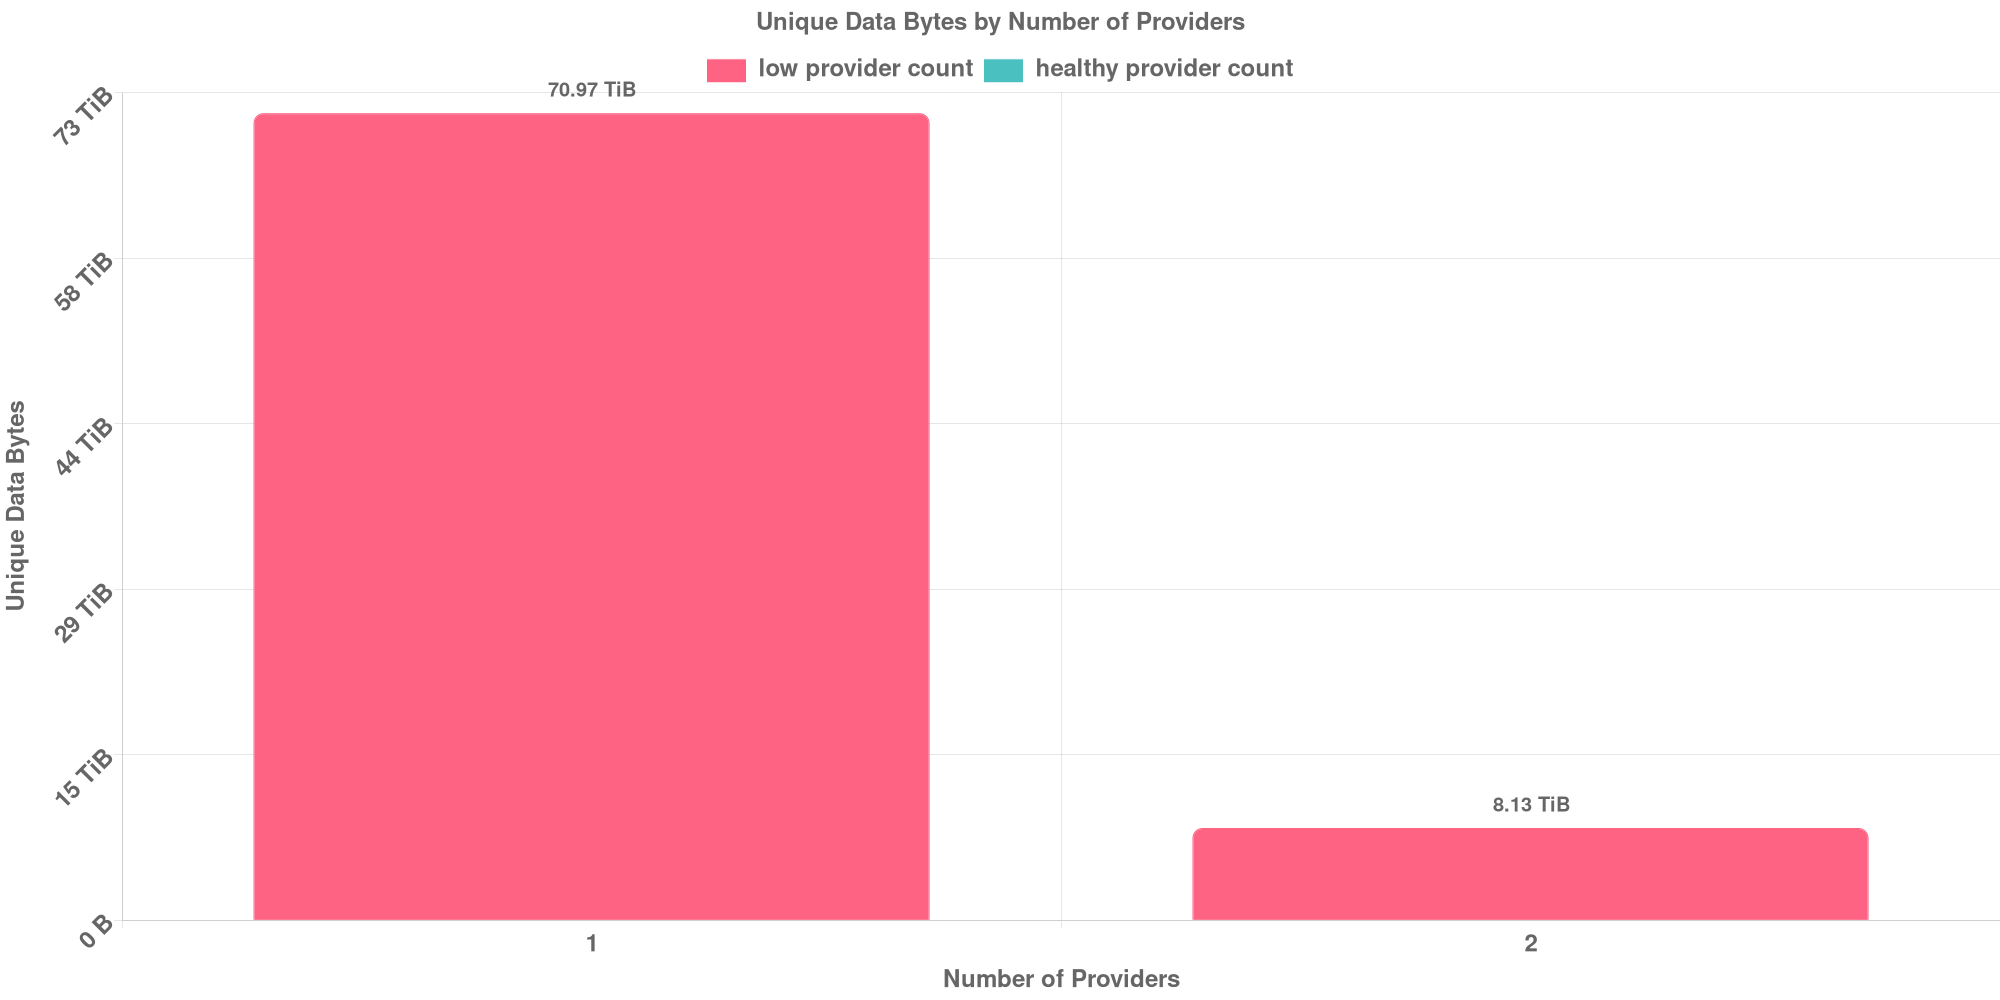 Unique Data Bytes by Number of Providers
low provider count healthy provider count
70.97 TiB
73 TiB
58 TiB
44 TiB
29 TiB
15 TiB
0 B
Unique Data Bytes
8.13 TiB
1 2
Number of Providers